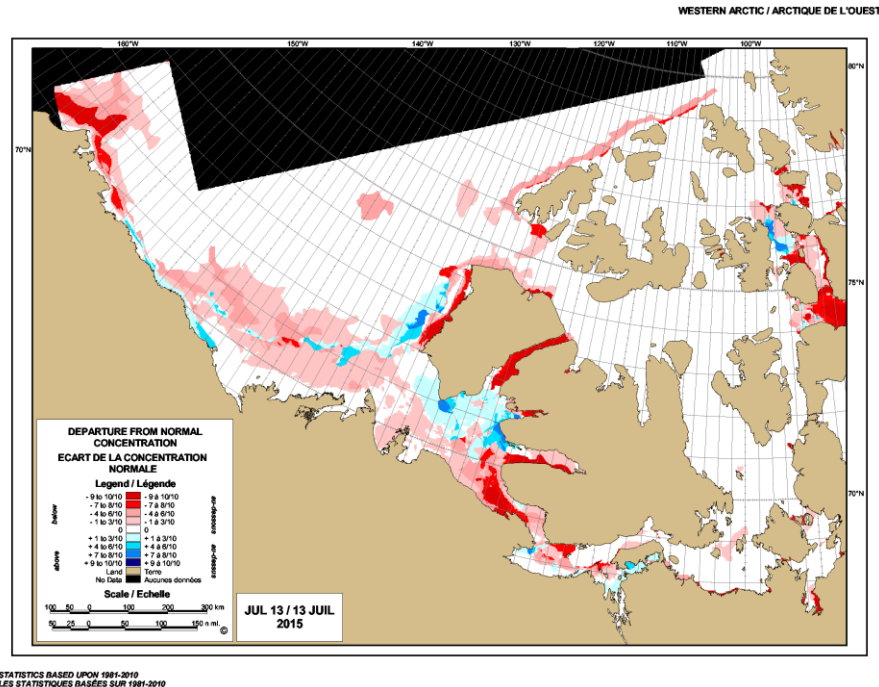 WESTERN ARCTIC / ARCTIQUE DE L'OUEST
160°W 150°W 140°W 130°W 120°W 110°W 100°W
80°N
70°N
75°N
70°N
DEPARTURE FROM NORMAL
CONCENTRATION
ECART DE LA CONCENTRATION
NORMALE
Legend / Légende
- 9 to 10/10 - 9 à 10/10
- 7 to 8/10 - 7 à 8/10
- 4 to 6/10 - 4 à 6/10
- 1 to 3/10 - 1 à 3/10
0 0
+ 1 to 3/10 + 1 à 3/10
+ 4 to 6/10 + 4 à 6/10
+ 7 to 8/10 + 7 à 8/10
+ 9 to 10/10 + 9 à 10/10
Land Terre
No Data Aucunes données
below
above
au-dessous
au-dessus
Scale / Echelle
100 50 0 100 200 300 km
50 25 0 50 100 150 n mi.
©
JUL 13 / 13 JUIL
2015
STATISTICS BASED UPON 1981-2010
LES STATISTIQUES BASÉES SUR 1981-2010